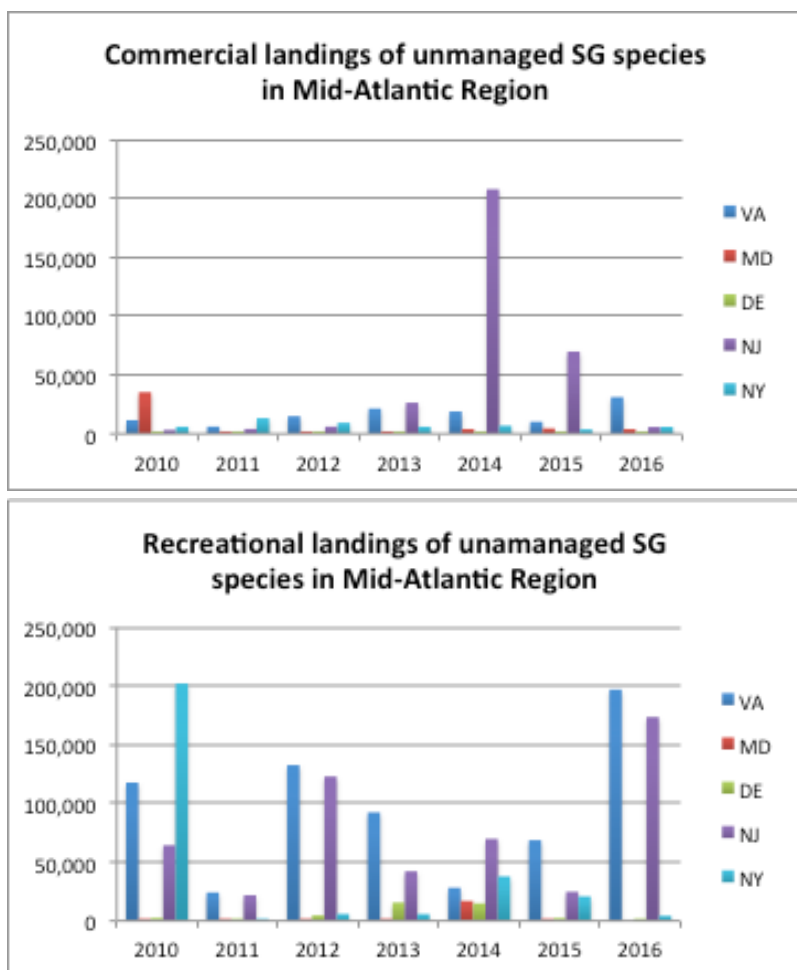 Commercial landings of unmanaged SG species
in Mid-Atlantic Region
250,000
200,000
150,000
100,000
50,000
0
2010 2011 2012 2013 2014 2015 2016
VA
MD
DE
NJ
NY
Recreational landings of unamanaged SG
species in Mid-Atlantic Region
250,000
200,000
150,000
100,000
50,000
0
2010 2011 2012 2013 2014 2015 2016
VA
MD
DE
NJ
NY